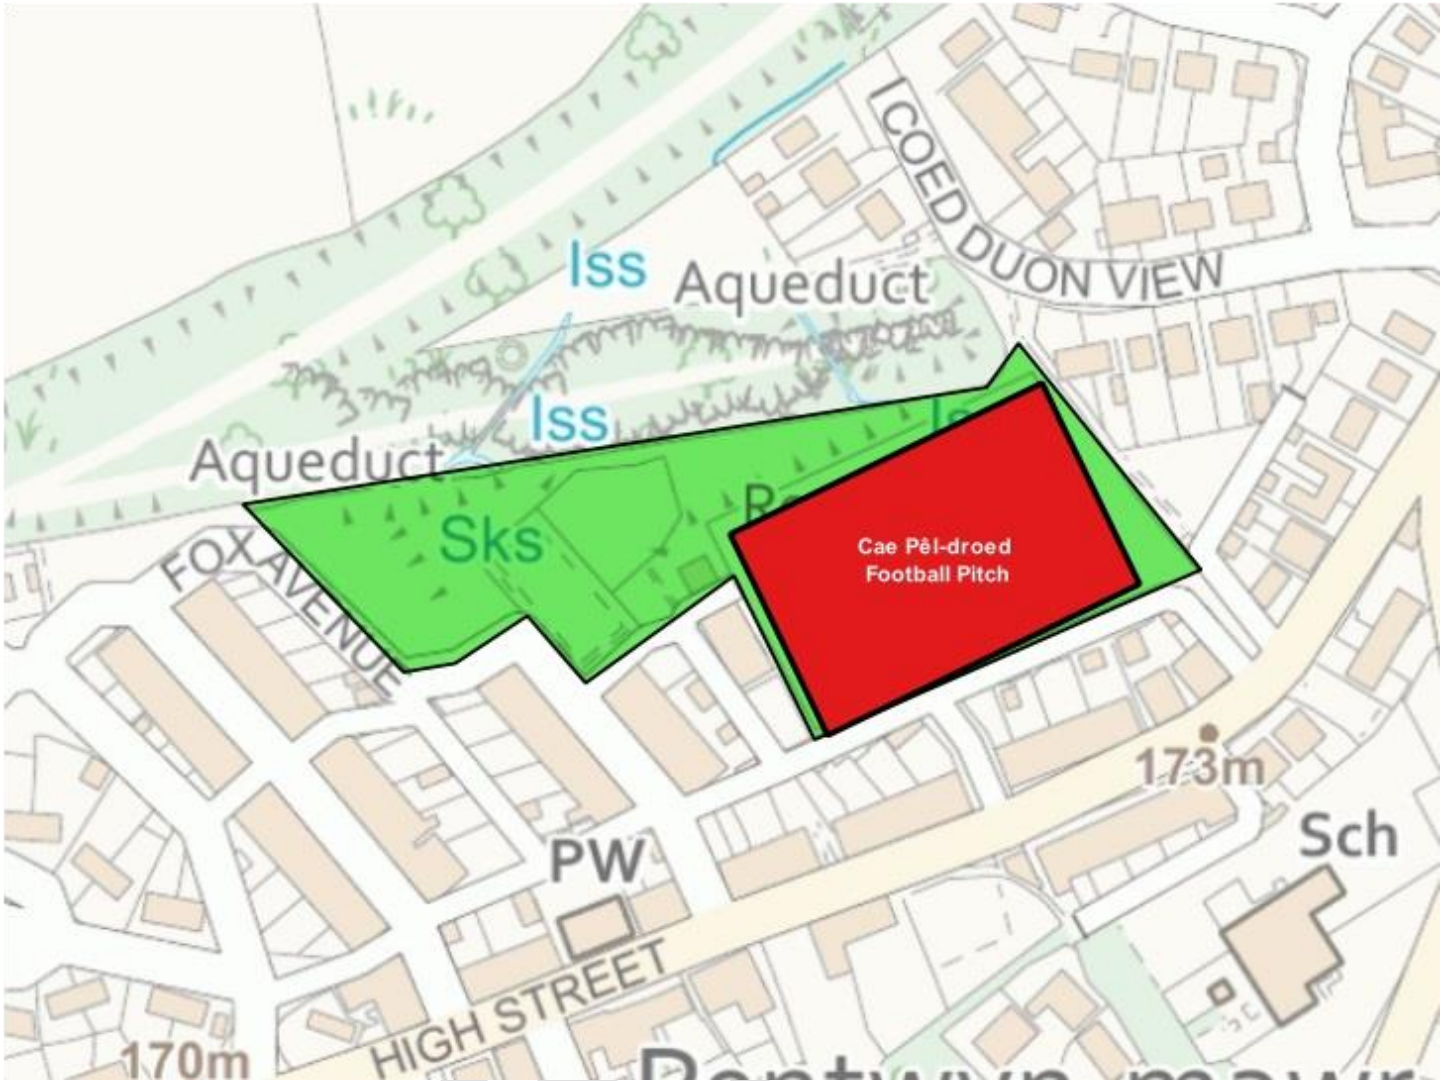 COED DUON VIEW
Iss
Aqueduct
Iss
Aqueduct
Sks
FOX AVENUE
Cae Pêl-droed
Football Pitch
173m
Sch
PW
HIGH STREET
170m